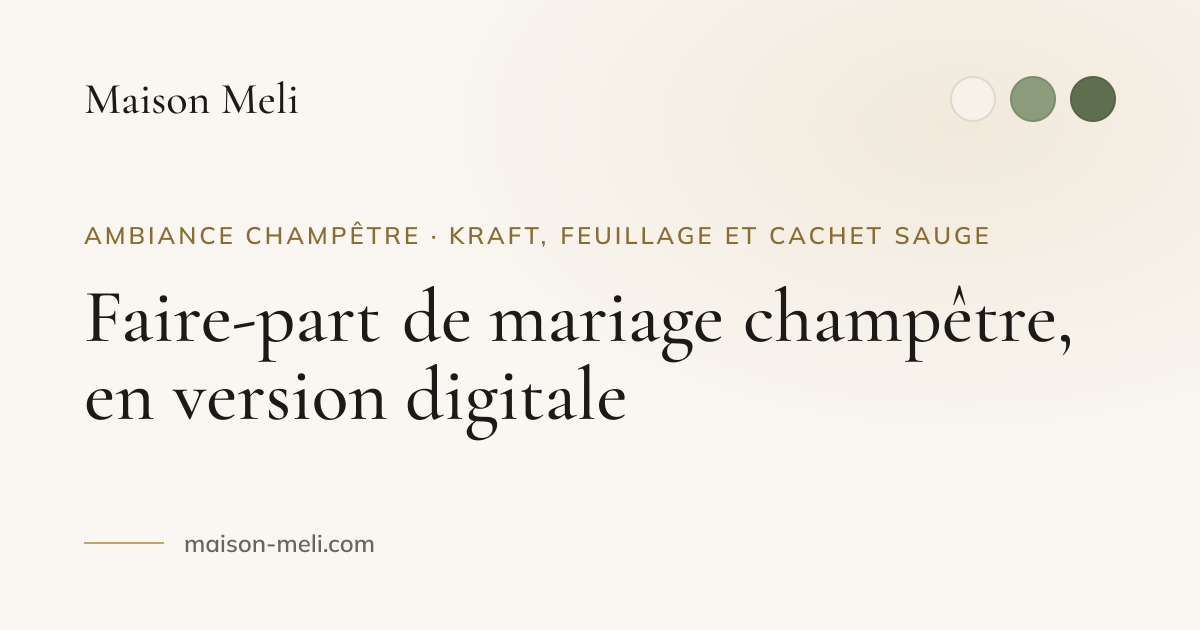 Maison Meli
AMBIANCE CHAMPÊTRE · KRAFT, FEUILLAGE ET CACHET SAUGE
Faire-part de mariage champêtre,
en version digitale
maison-meli.com